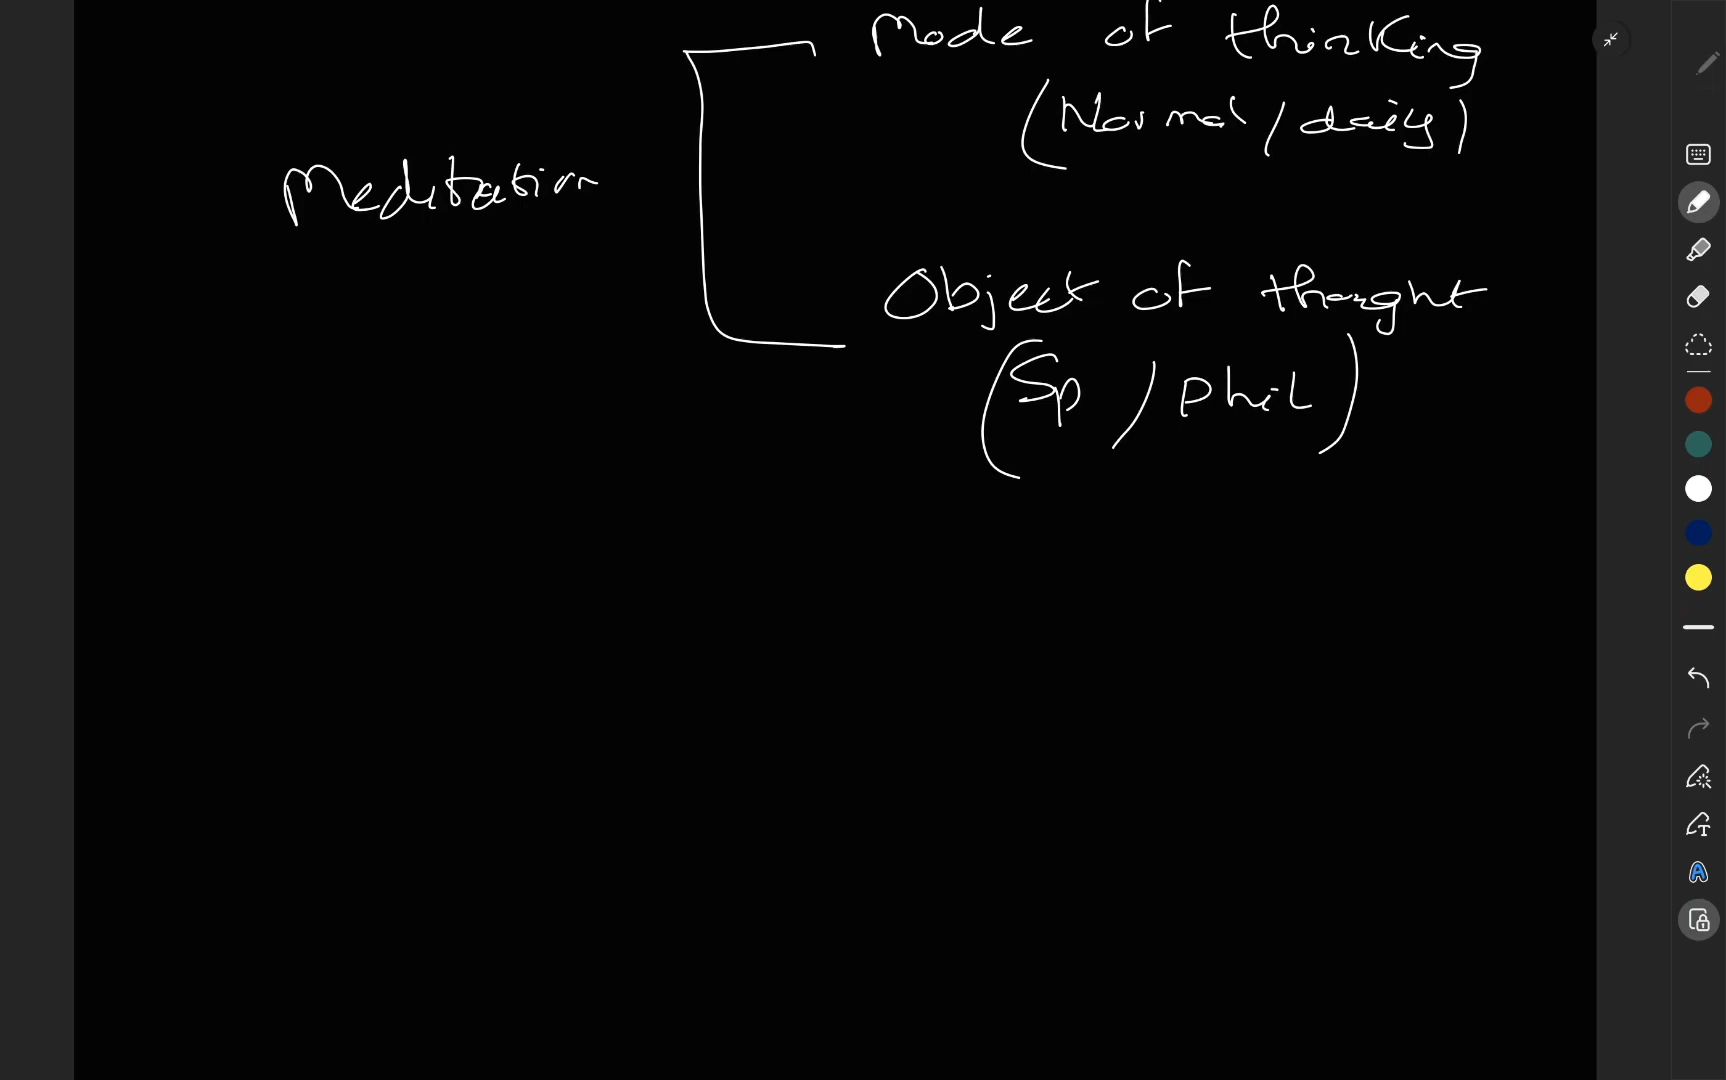 Mode of thinking
(Normal/daily)
Meditation
Object of thought
(Sp/Phil)